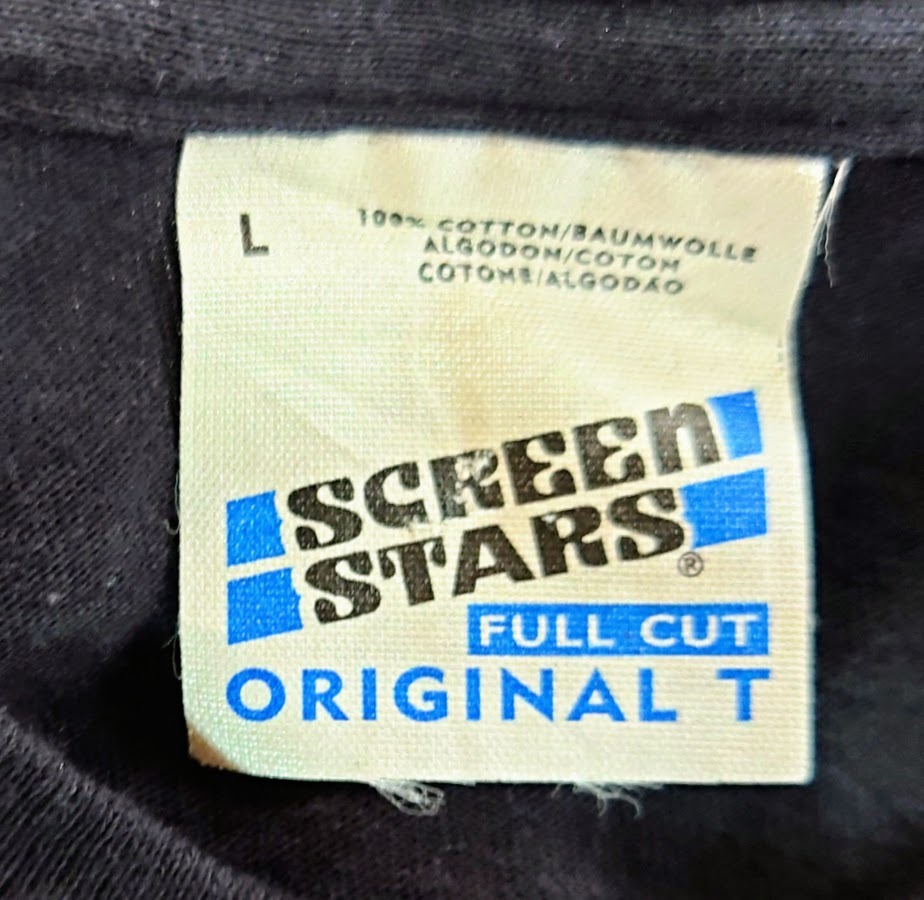 L
100% COTTON/BAUMWOLLE
ALGODON/COTON
COTONE/ALGODAO
SCREEN
STARS®
FULL CUT
ORIGINAL T